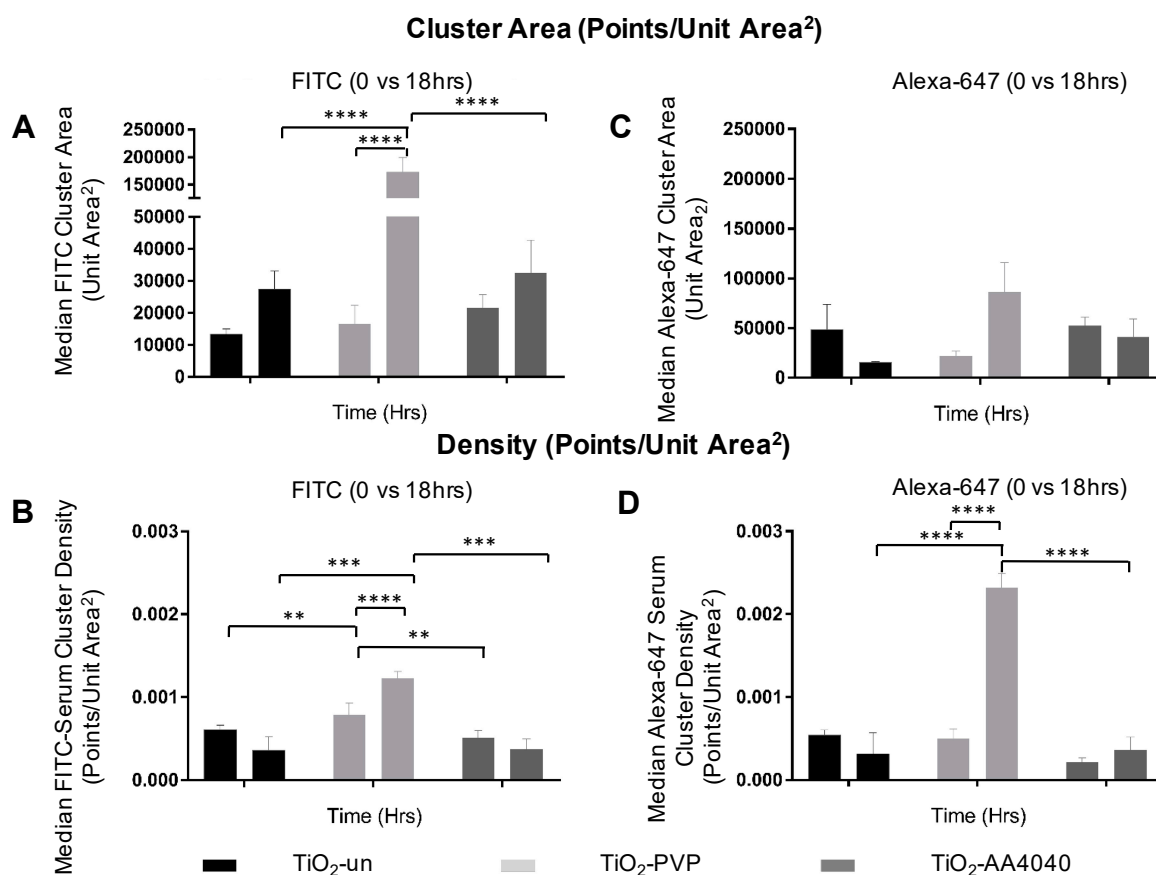 Cluster Area (Points/Unit Area²)
A
FITC (0 vs 18hrs)
**** **** ****
Median FITC Cluster Area
(Unit Area²)
250000
200000
150000
50000
40000
30000
20000
10000
0
Time (Hrs)
C
Alexa-647 (0 vs 18hrs)
Median Alexa-647 Cluster Area
(Unit Area₂)
250000
200000
150000
100000
50000
0
Time (Hrs)
Density (Points/Unit Area²)
B
FITC (0 vs 18hrs)
***
***
****
**
**
Median FITC-Serum Cluster Density
(Points/Unit Area²)
0.003
0.002
0.001
0.000
Time (Hrs)
D
Alexa-647 (0 vs 18hrs)
****
****
****
Median Alexa-647 Serum
Cluster Density
(Points/Unit Area²)
0.003
0.002
0.001
0.000
Time (Hrs)
TiO₂-un TiO₂-PVP TiO₂-AA4040